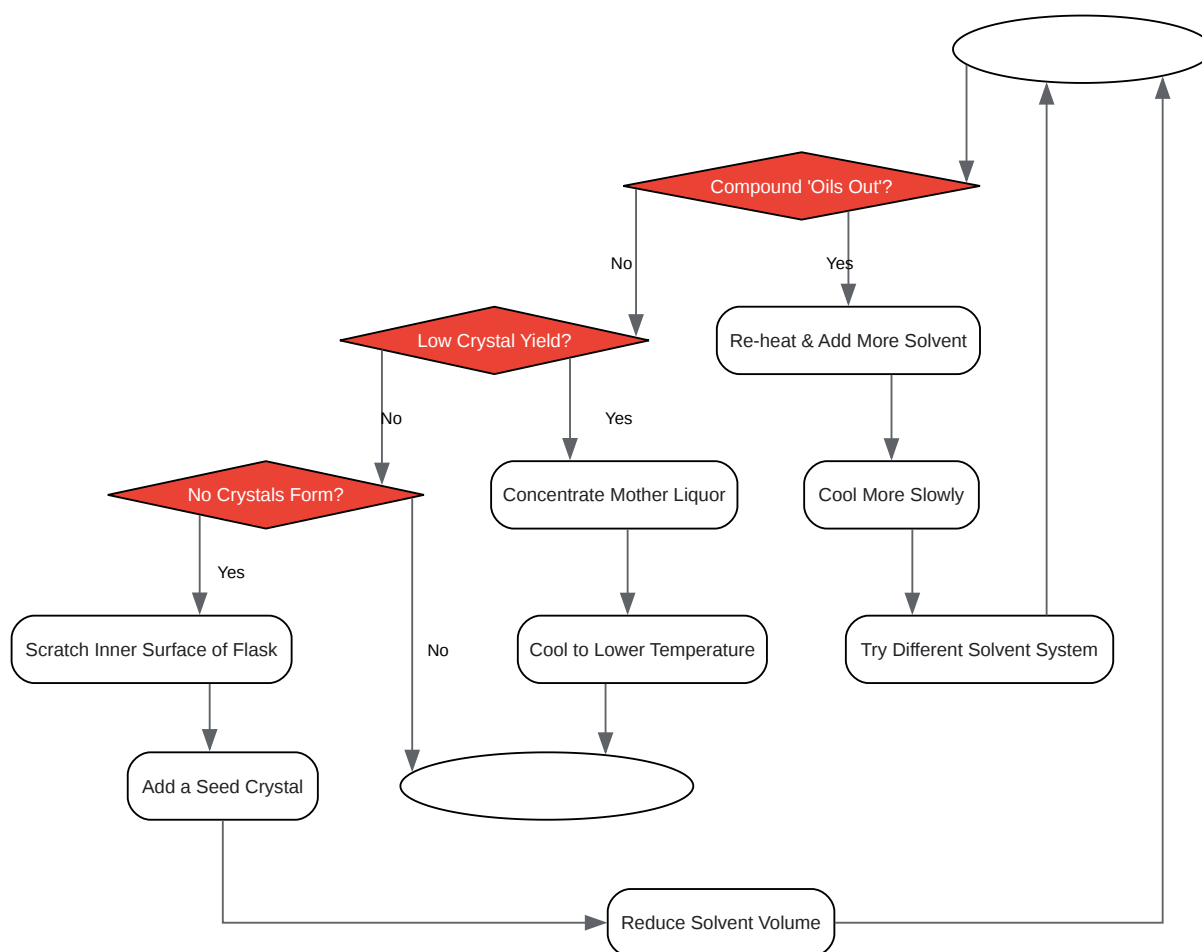 Compound 'Oils Out'?
No
Yes
Low Crystal Yield?
Re-heat & Add More Solvent
No
Yes
No Crystals Form?
Concentrate Mother Liquor
Cool More Slowly
Yes
Scratch Inner Surface of Flask
No
Cool to Lower Temperature
Try Different Solvent System
Add a Seed Crystal
Reduce Solvent Volume